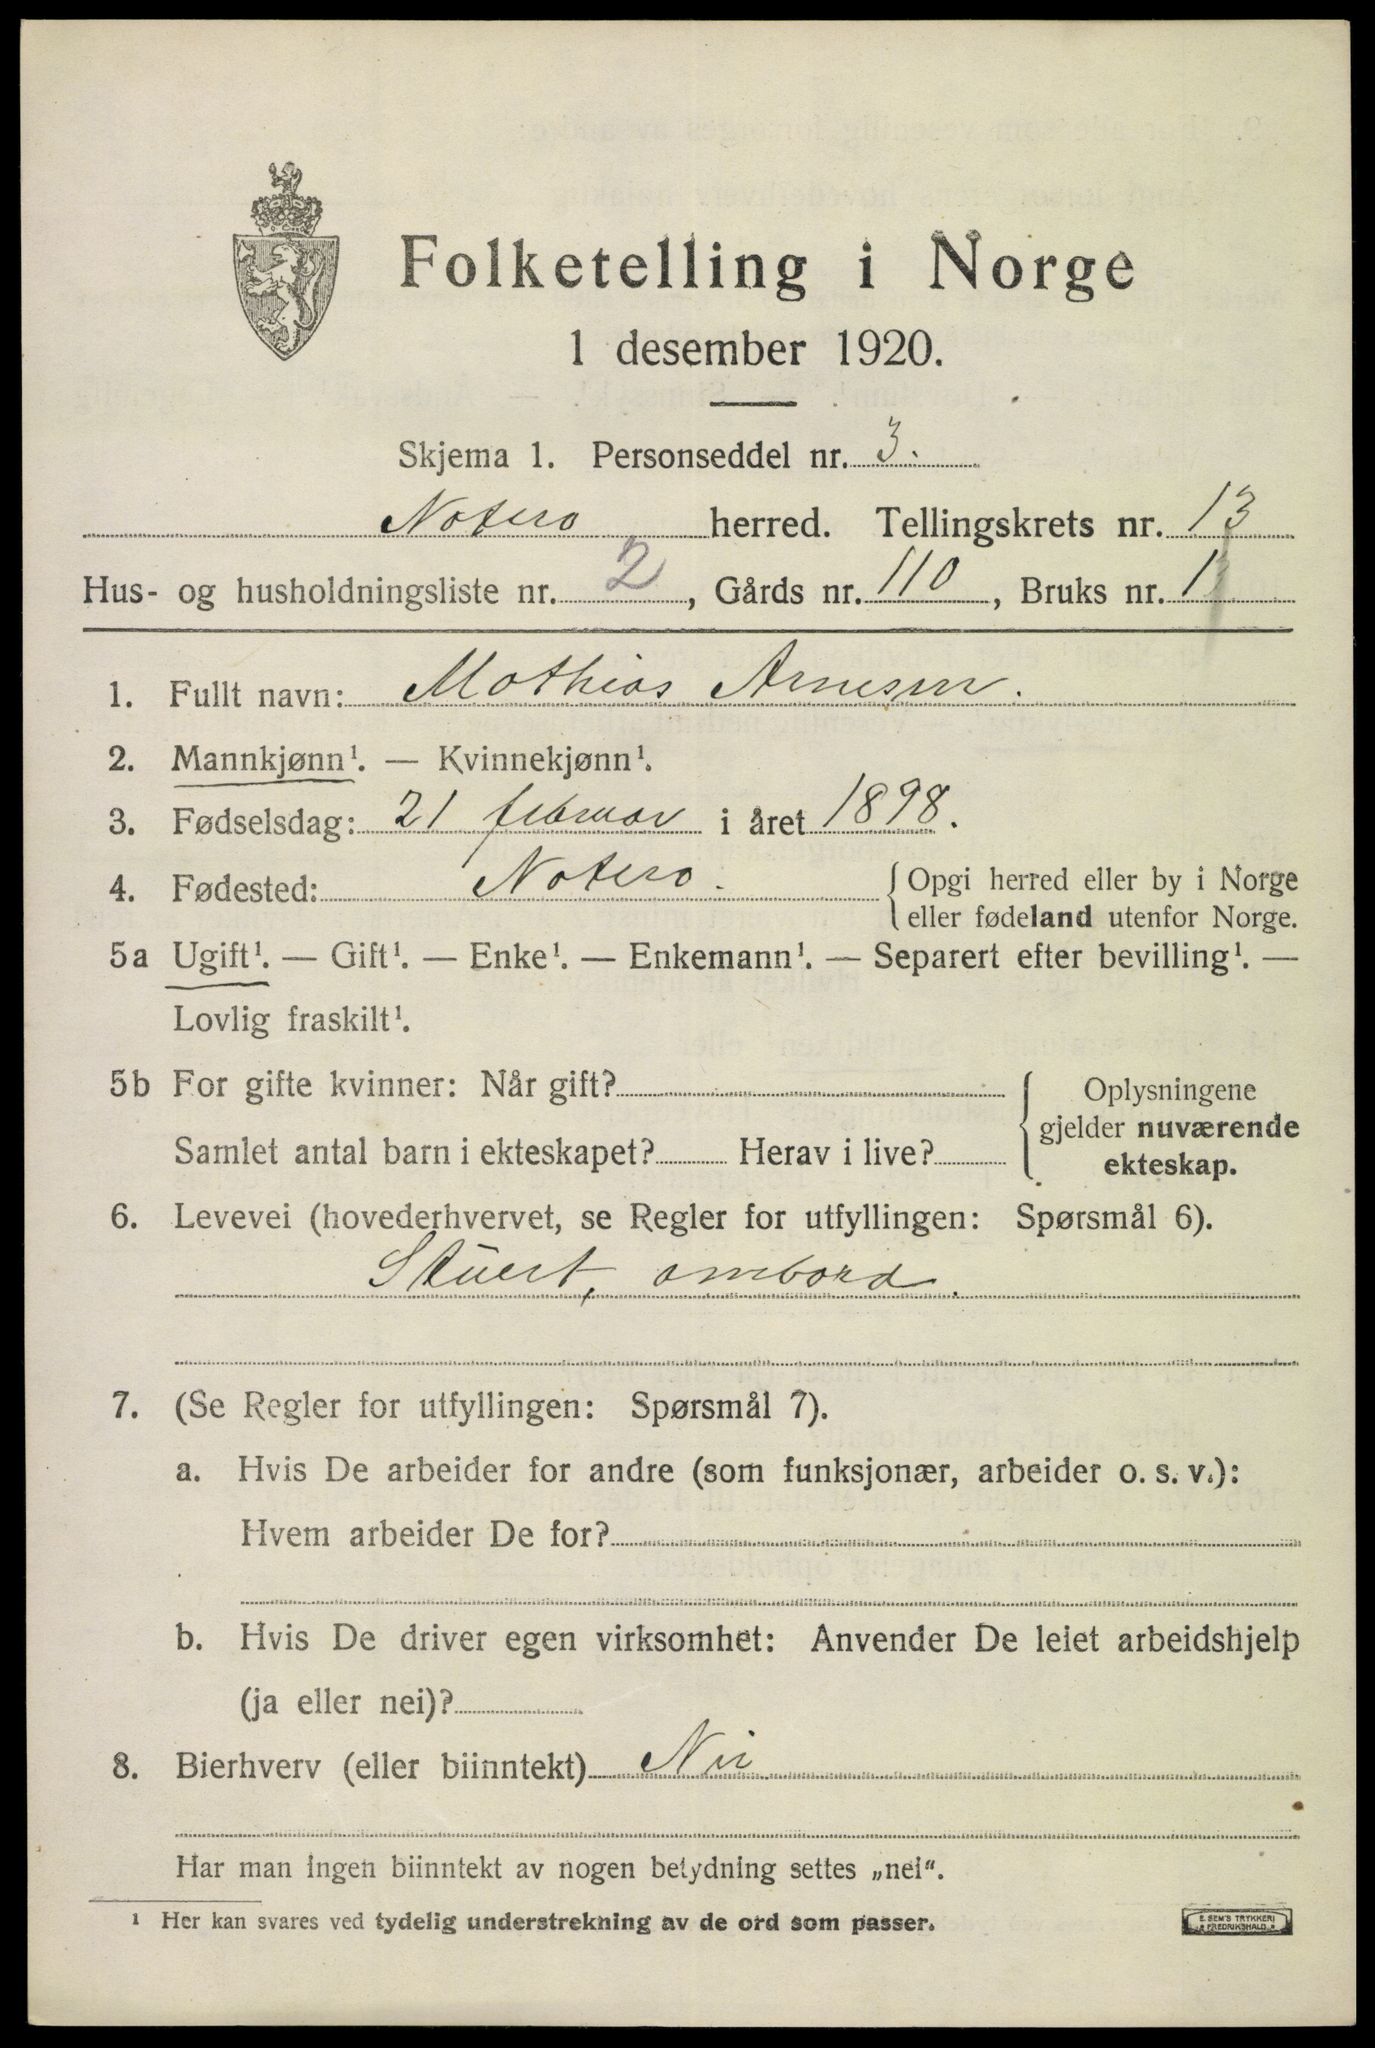 Folketelling i Norge
1 desember 1920.
Skjema 1. Personseddel nr. 3.
Notero herred. Tellingskrets nr. 13
Hus- og husholdningsliste nr. 2, Gårds nr. 110, Bruks nr. 1
1. Fullt navn: Mathias Arnesen.
2. Mannkjønn¹. — Kvinnekjønn¹.
3. Fødselsdag: 21 februar i året 1898.
4. Fødested: Notero. Opgi herred eller by i Norge
eller fødeland utenfor Norge.
5a Ugift¹. — Gift¹. — Enke¹. — Enkemann¹. — Separert efter bevilling¹. —
Lovlig fraskilt¹.
5b For gifte kvinner: Når gift? Oplysningene
gjelder nuværende
Samlet antal barn i ekteskapet? Herav i live? ekteskap.
6. Levevei (hovederhvervet, se Regler for utfyllingen: Spørsmål 6).
Stuert, ombord.
7. (Se Regler for utfyllingen: Spørsmål 7).
a. Hvis De arbeider for andre (som funksjonær, arbeider o. s. v.):
Hvem arbeider De for?
b. Hvis De driver egen virksomhet: Anvender De leiet arbeidshjelp
(ja eller nei)?
8. Bierhverv (eller biinntekt) Nei
Har man ingen biinntekt av nogen betydning settes „nei“.
¹ Her kan svares ved tydelig understrekning av de ord som passer.
E. SEM'S TRYKKERI
FREDRIKSHALD